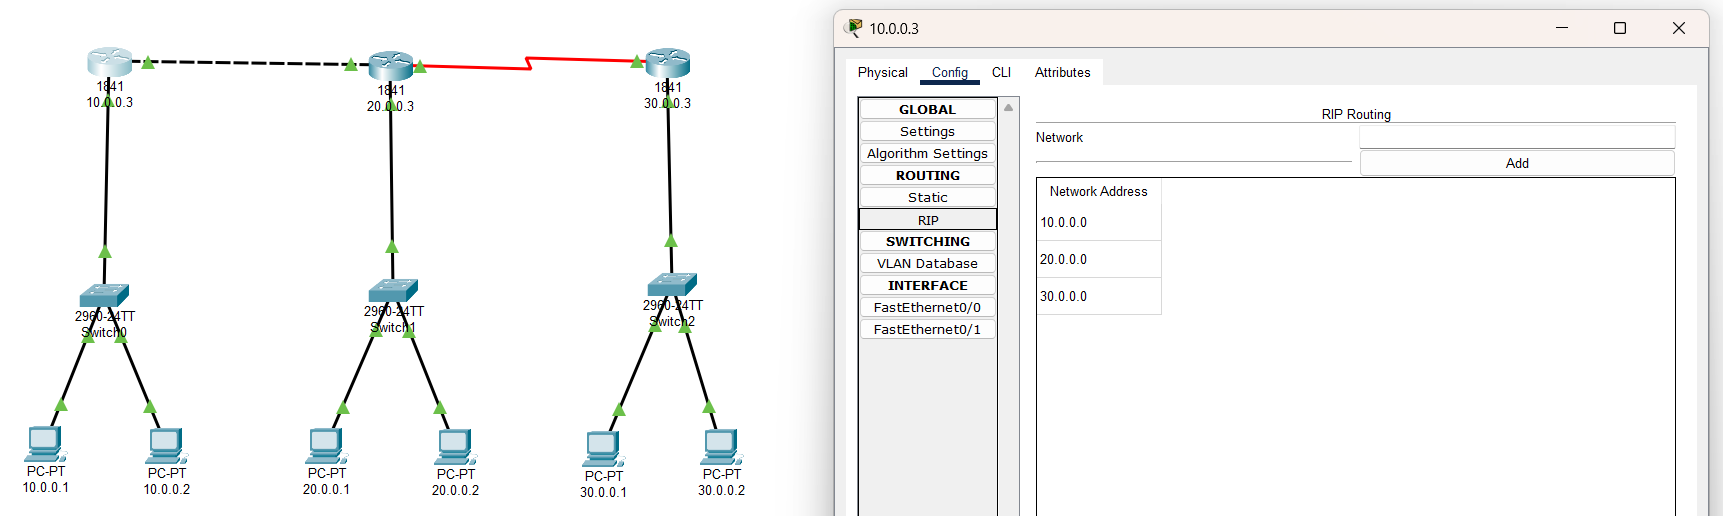 1841
10.0.0.3
1841
20.0.0.3
1841
30.0.0.3
2960-24TT
Switch0
2960-24TT
Switch1
2960-24TT
Switch2
PC-PT
10.0.0.1
PC-PT
10.0.0.2
PC-PT
20.0.0.1
PC-PT
20.0.0.2
PC-PT
30.0.0.1
PC-PT
30.0.0.2
10.0.0.3
Physical Config CLI Attributes
GLOBAL
Settings
Algorithm Settings
ROUTING
Static
RIP
SWITCHING
VLAN Database
INTERFACE
FastEthernet0/0
FastEthernet0/1
RIP Routing
Network
Add
Network Address
10.0.0.0
20.0.0.0
30.0.0.0